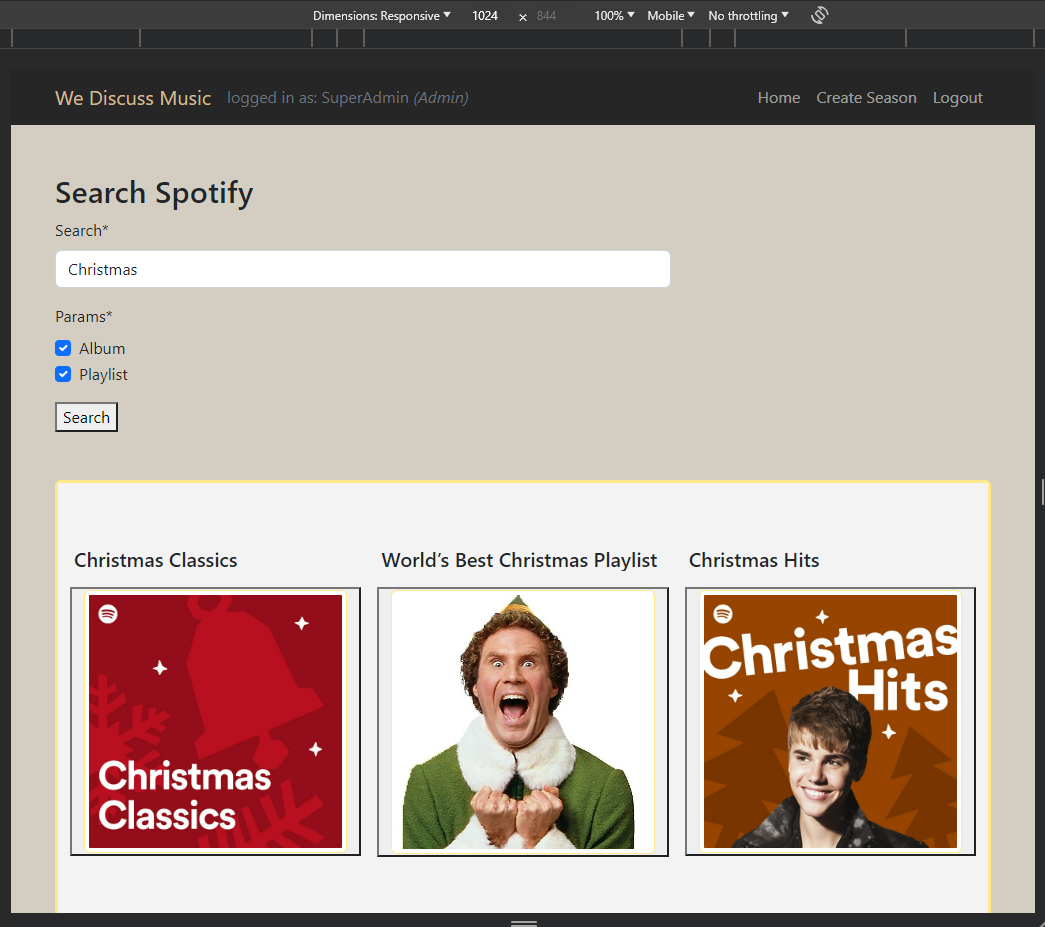 Dimensions: Responsive 1024 × 844 100% Mobile No throttling
We Discuss Music logged in as: SuperAdmin (Admin) Home Create Season Logout
Search Spotify
Search*
Christmas
Params*
Album
Playlist
Search
Christmas Classics World’s Best Christmas Playlist Christmas Hits
Christmas
Hits
Christmas
Classics